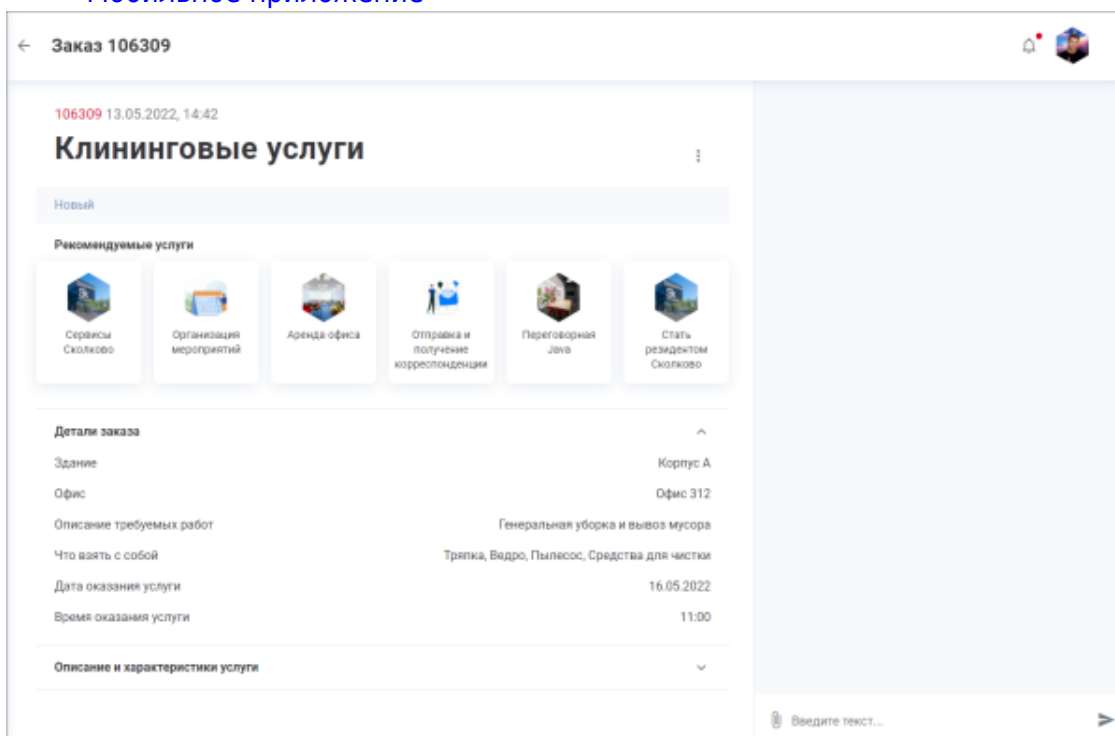 Мобильное приложение
Заказ 106309
106309 13.05.2022, 14:42
Клининговые услуги
Новый
Рекомендуемые услуги
Сервисы
Сколково
Организация
мероприятий
Аренда офиса
Отправка и
получение
корреспонденции
Переговорная
Java
Стать
резидентом
Сколково
Детали заказа
Здание Корпус А
Офис Офис 312
Описание требуемых работ Генеральная уборка и вывоз мусора
Что взять с собой Тряпка, Ведро, Пылесос, Средства для чистки
Дата оказания услуги 16.05.2022
Время оказания услуги 11:00
Описание и характеристики услуги
Введите текст...